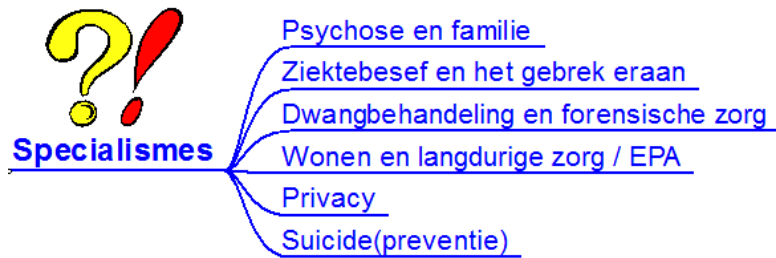 ?!
Specialismes
Psychose en familie
Ziektebesef en het gebrek eraan
Dwangbehandeling en forensische zorg
Wonen en langdurige zorg / EPA
Privacy
Suicide(preventie)